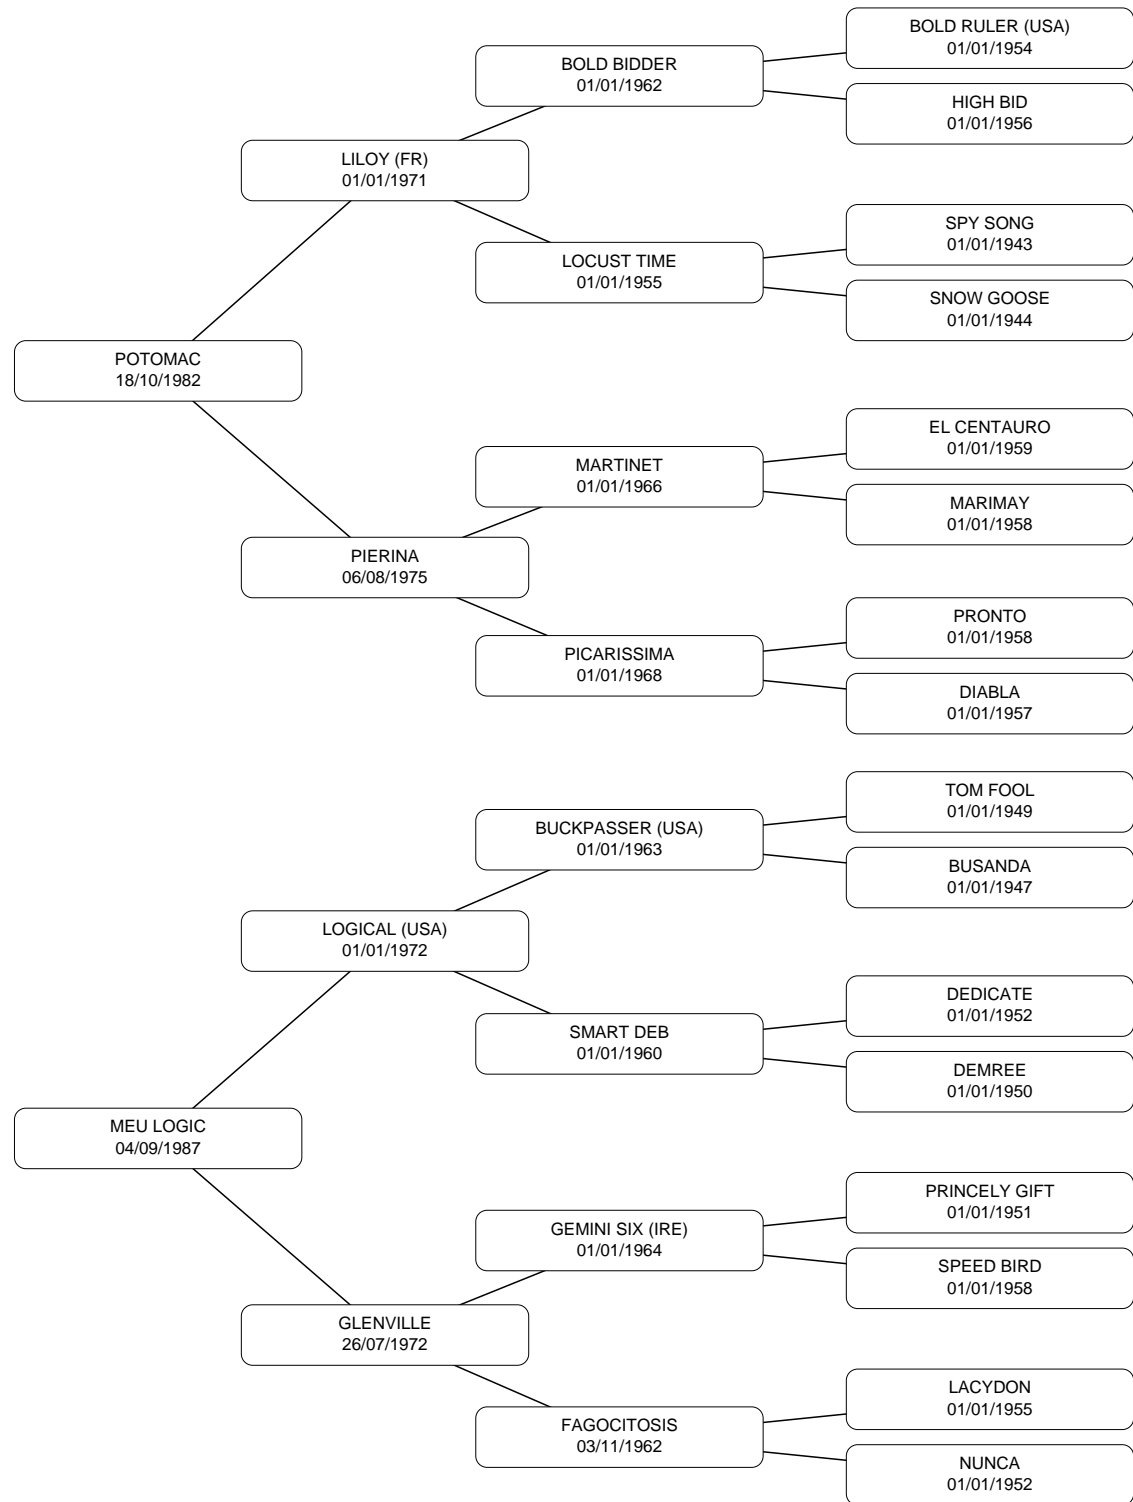 BOLD RULER (USA)
01/01/1954
BOLD BIDDER
01/01/1962
HIGH BID
01/01/1956
LILOY (FR)
01/01/1971
SPY SONG
01/01/1943
LOCUST TIME
01/01/1955
SNOW GOOSE
01/01/1944
POTOMAC
18/10/1982
EL CENTAURO
01/01/1959
MARTINET
01/01/1966
MARIMAY
01/01/1958
PIERINA
06/08/1975
PRONTO
01/01/1958
PICARISSIMA
01/01/1968
DIABLA
01/01/1957
TOM FOOL
01/01/1949
BUCKPASSER (USA)
01/01/1963
BUSANDA
01/01/1947
LOGICAL (USA)
01/01/1972
DEDICATE
01/01/1952
SMART DEB
01/01/1960
DEMREE
01/01/1950
MEU LOGIC
04/09/1987
PRINCELY GIFT
01/01/1951
GEMINI SIX (IRE)
01/01/1964
SPEED BIRD
01/01/1958
GLENVILLE
26/07/1972
LACYDON
01/01/1955
FAGOCITOSIS
03/11/1962
NUNCA
01/01/1952